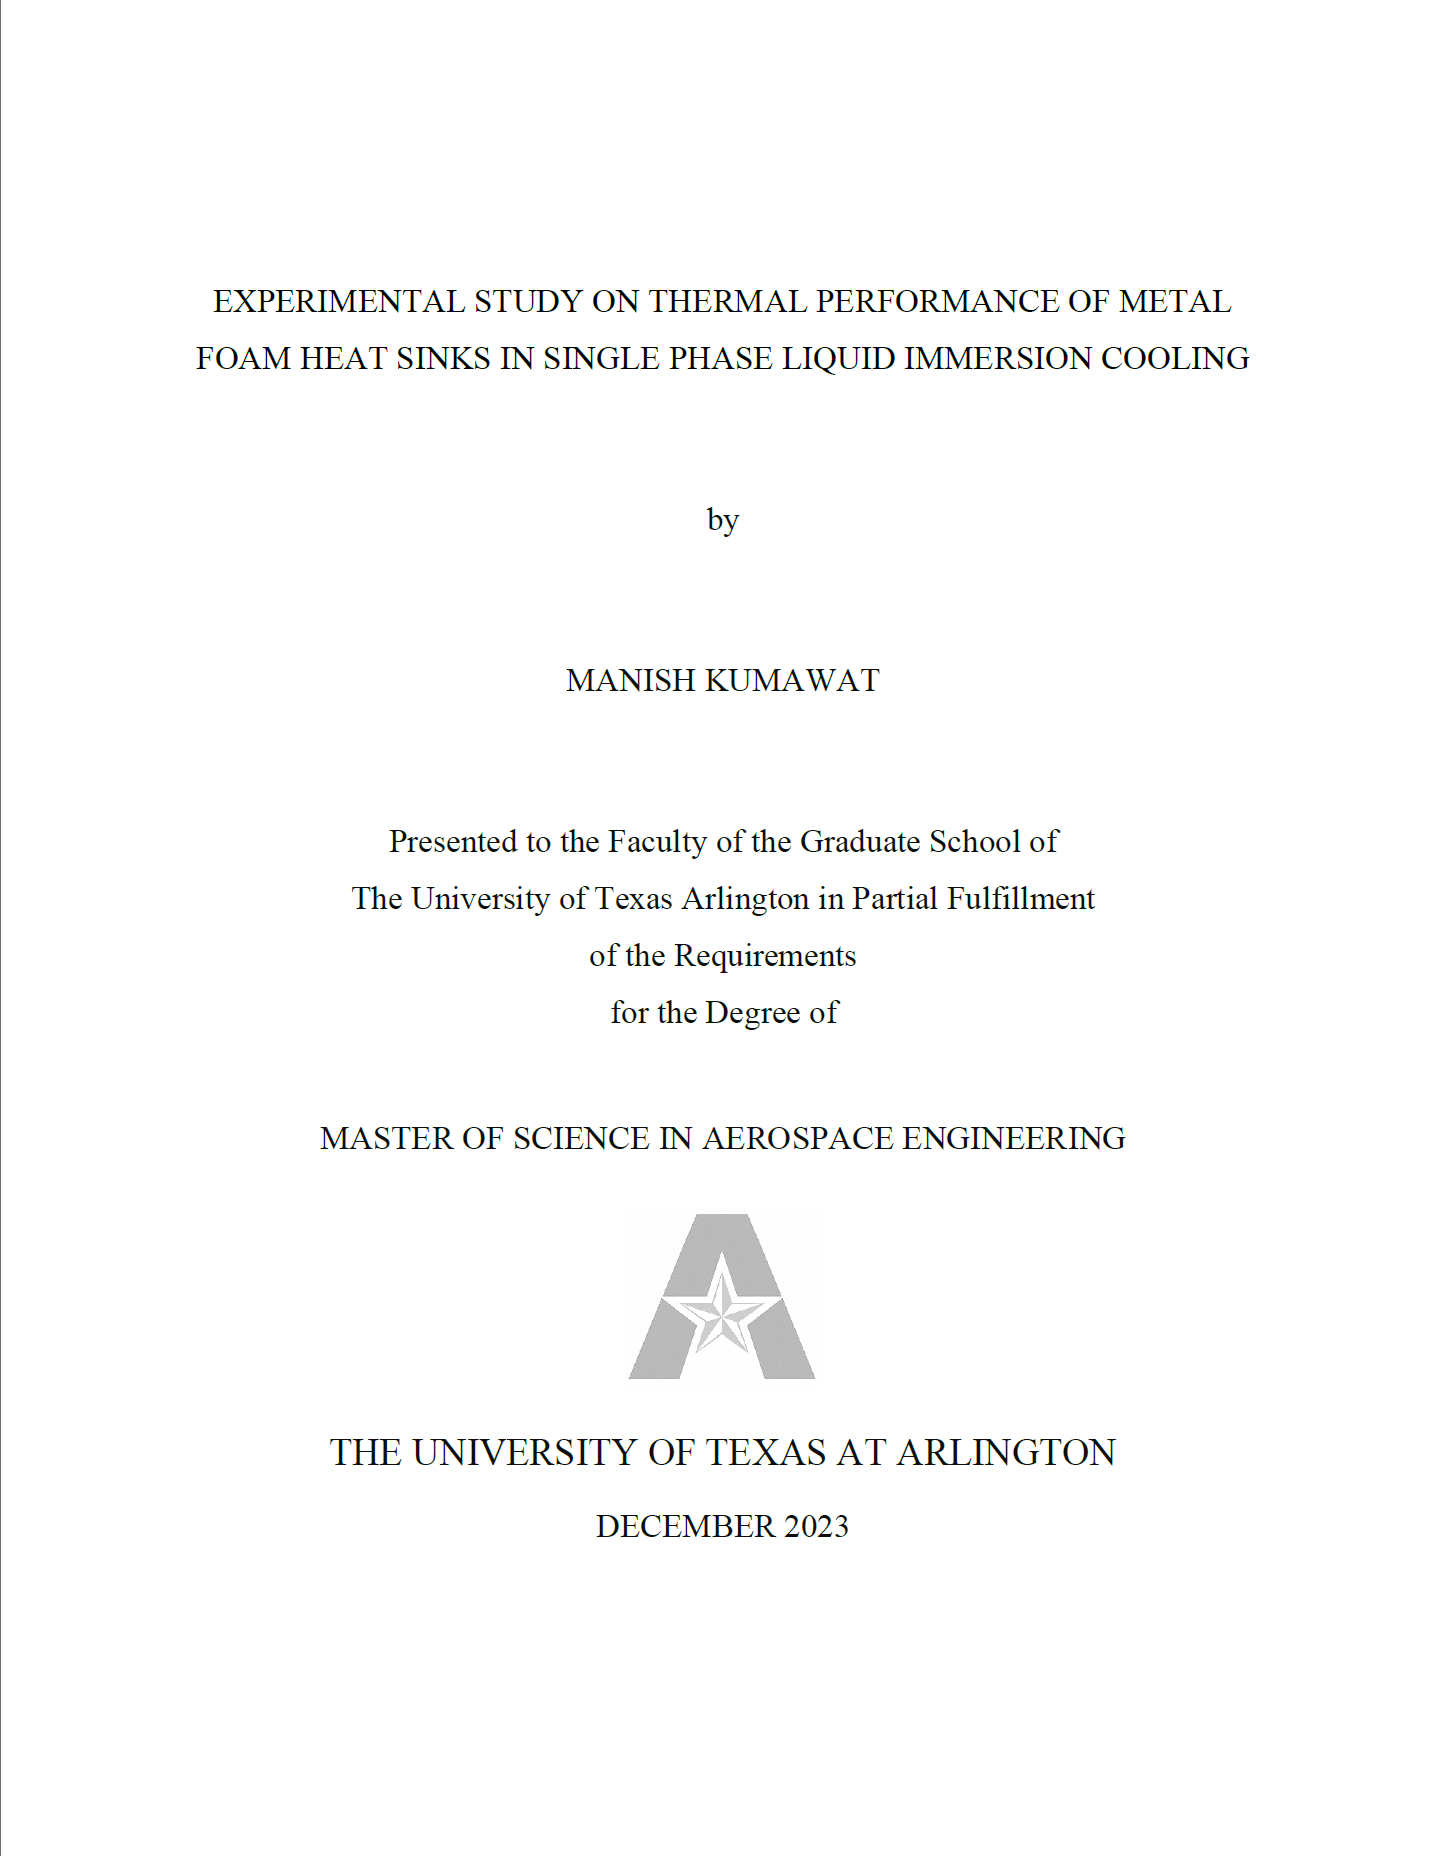 EXPERIMENTAL STUDY ON THERMAL PERFORMANCE OF METAL
FOAM HEAT SINKS IN SINGLE PHASE LIQUID IMMERSION COOLING
by
MANISH KUMAWAT
Presented to the Faculty of the Graduate School of
The University of Texas Arlington in Partial Fulfillment
of the Requirements
for the Degree of
MASTER OF SCIENCE IN AEROSPACE ENGINEERING
THE UNIVERSITY OF TEXAS AT ARLINGTON
DECEMBER 2023